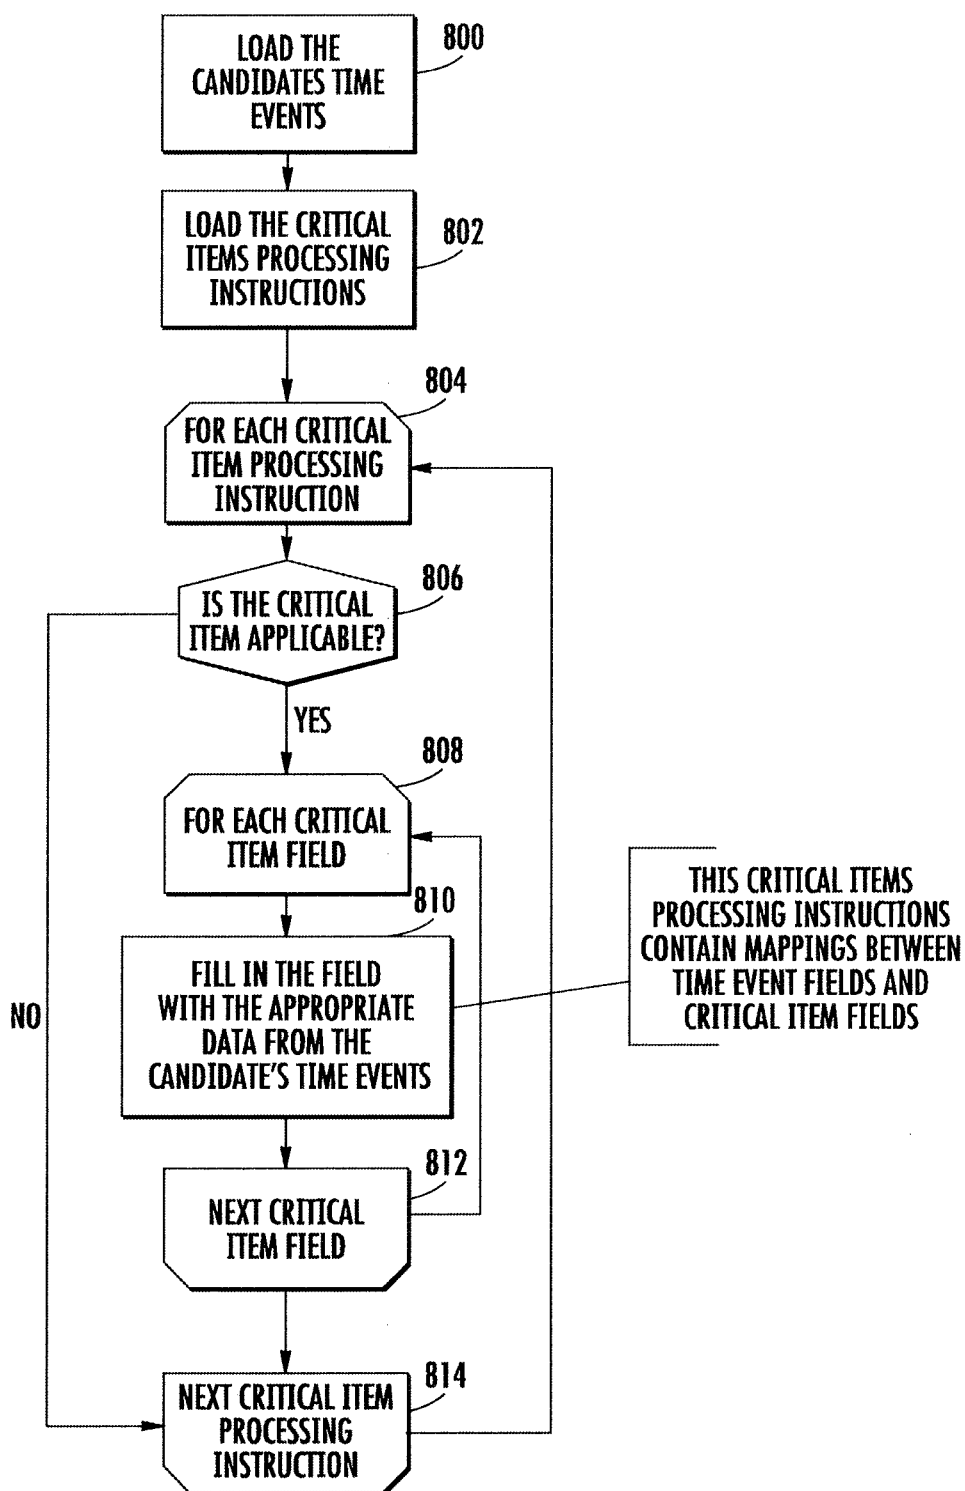 LOAD THE
CANDIDATES TIME
EVENTS
800
LOAD THE CRITICAL
ITEMS PROCESSING
INSTRUCTIONS
802
804
FOR EACH CRITICAL
ITEM PROCESSING
INSTRUCTION
806
IS THE CRITICAL
ITEM APPLICABLE?
YES
808
FOR EACH CRITICAL
ITEM FIELD
810
FILL IN THE FIELD
WITH THE APPROPRIATE
DATA FROM THE
CANDIDATE'S TIME EVENTS
THIS CRITICAL ITEMS
PROCESSING INSTRUCTIONS
CONTAIN MAPPINGS BETWEEN
TIME EVENT FIELDS AND
CRITICAL ITEM FIELDS
NO
812
NEXT CRITICAL
ITEM FIELD
814
NEXT CRITICAL ITEM
PROCESSING
INSTRUCTION